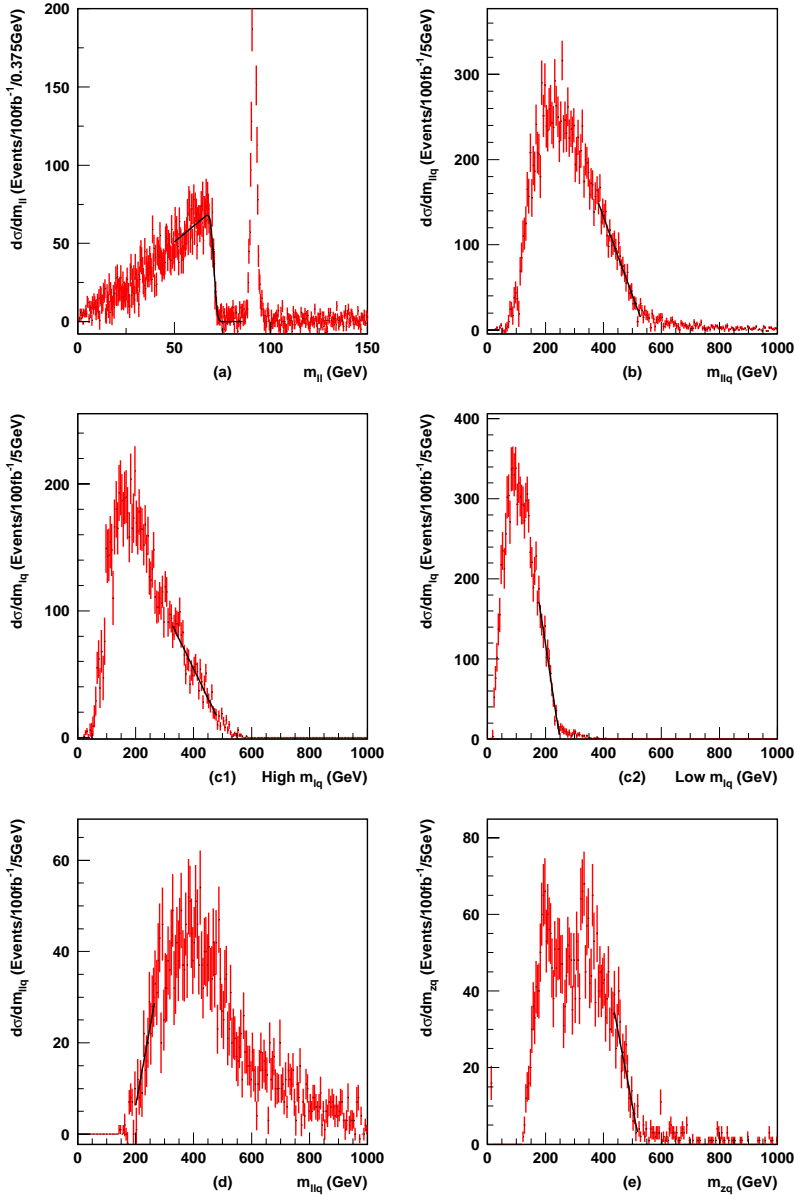 dσ/dm_ll (Events/100fb⁻¹/0.375GeV)
200
150
100
50
0
0 50 100 150
(a) m_ll (GeV)
dσ/dm_llq (Events/100fb⁻¹/5GeV)
300
200
100
0
0 200 400 600 800 1000
(b) m_llq (GeV)
dσ/dm_lq (Events/100fb⁻¹/5GeV)
200
100
0
0 200 400 600 800 1000
(c1) High m_lq (GeV)
dσ/dm_lq (Events/100fb⁻¹/5GeV)
400
300
200
100
0
0 200 400 600 800 1000
(c2) Low m_lq (GeV)
dσ/dm_llq (Events/100fb⁻¹/5GeV)
60
40
20
0
0 200 400 600 800 1000
(d) m_llq (GeV)
dσ/dm_zq (Events/100fb⁻¹/5GeV)
80
60
40
20
0
0 200 400 600 800 1000
(e) m_zq (GeV)